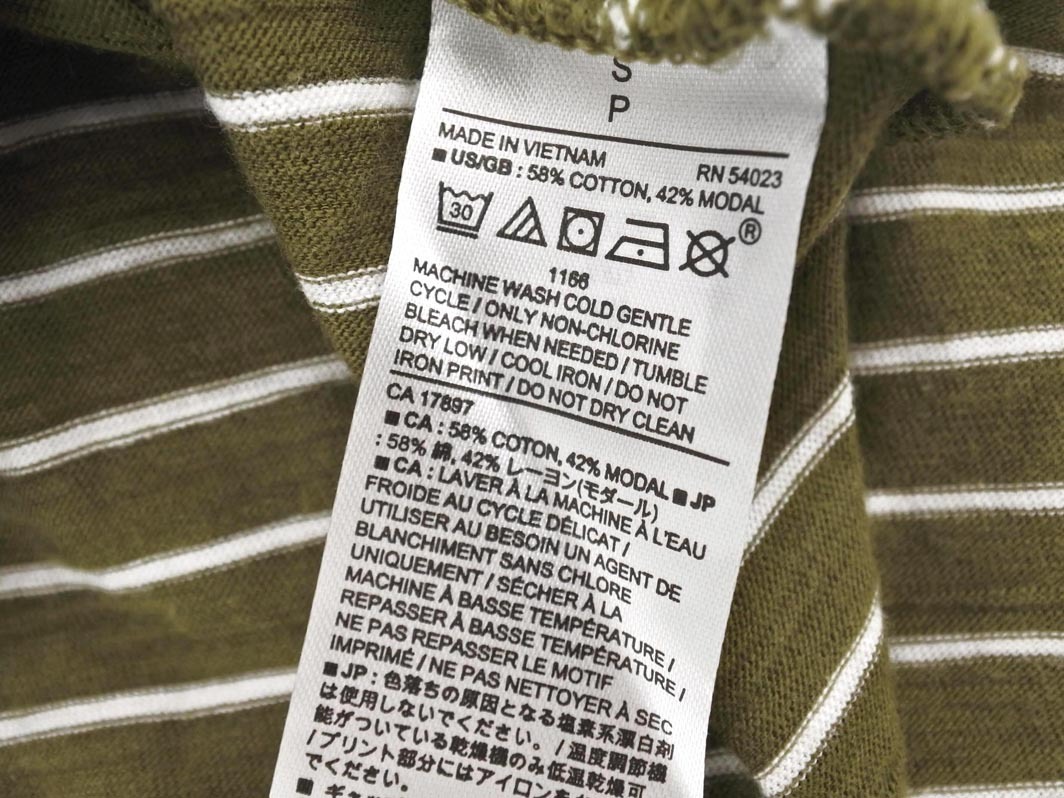 S
P
MADE IN VIETNAM RN 54023
■ US/GB : 58% COTTON, 42% MODAL
30 ®
1166
MACHINE WASH COLD GENTLE
CYCLE / ONLY NON-CHLORINE
BLEACH WHEN NEEDED / TUMBLE
DRY LOW / COOL IRON / DO NOT
IRON PRINT / DO NOT DRY CLEAN
CA 17897
■ CA : 58% COTON, 42% MODAL ■ JP
: 58% 綿, 42% レーヨン(モダール)
■ CA : LAVER À LA MACHINE À L'EAU
FROIDE AU CYCLE DÉLICAT /
UTILISER AU BESOIN UN AGENT DE
BLANCHIMENT SANS CHLORE
UNIQUEMENT / SÉCHER À LA
MACHINE À BASSE TEMPÉRATURE /
REPASSER À BASSE TEMPÉRATURE /
NE PAS REPASSER LE MOTIF
IMPRIMÉ / NE PAS NETTOYER À SEC
■ JP : 色落ちの原因となる塩素系漂白剤
は使用しないでください。/ 温度調節機
能がついている乾燥機のみ低温乾燥可
/ プリント部分にはアイロンを
でください。
■